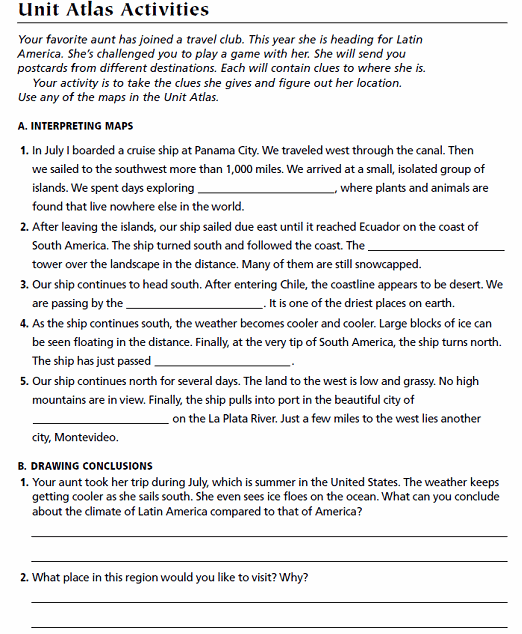 Unit Atlas Activities
Your favorite aunt has joined a travel club. This year she is heading for Latin
America. She's challenged you to play a game with her. She will send you
postcards from different destinations. Each will contain clues to where she is.
Your activity is to take the clues she gives and figure out her location.
Use any of the maps in the Unit Atlas.
A. INTERPRETING MAPS
1. In July I boarded a cruise ship at Panama City. We traveled west through the canal. Then
we sailed to the southwest more than 1,000 miles. We arrived at a small, isolated group of
islands. We spent days exploring ____________________, where plants and animals are
found that live nowhere else in the world.
2. After leaving the islands, our ship sailed due east until it reached Ecuador on the coast of
South America. The ship turned south and followed the coast. The ____________________
tower over the landscape in the distance. Many of them are still snowcapped.
3. Our ship continues to head south. After entering Chile, the coastline appears to be desert. We
are passing by the ____________________. It is one of the driest places on earth.
4. As the ship continues south, the weather becomes cooler and cooler. Large blocks of ice can
be seen floating in the distance. Finally, at the very tip of South America, the ship turns north.
The ship has just passed ____________________.
5. Our ship continues north for several days. The land to the west is low and grassy. No high
mountains are in view. Finally, the ship pulls into port in the beautiful city of
____________________ on the La Plata River. Just a few miles to the west lies another
city, Montevideo.
B. DRAWING CONCLUSIONS
1. Your aunt took her trip during July, which is summer in the United States. The weather keeps
getting cooler as she sails south. She even sees ice floes on the ocean. What can you conclude
about the climate of Latin America compared to that of America?
2. What place in this region would you like to visit? Why?